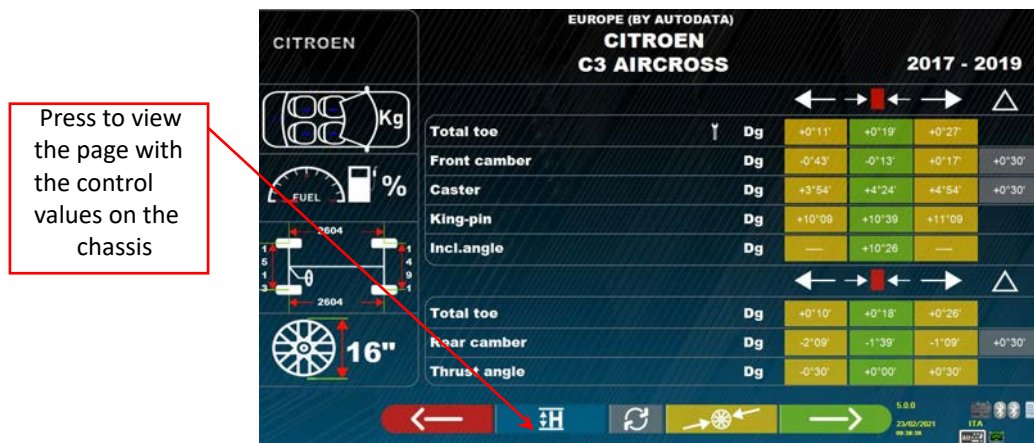 Press to view
the page with
the control
values on the
chassis
CITROEN
EUROPE (BY AUTODATA)
CITROEN
C3 AIRCROSS
2017 - 2019
Kg
FUEL
%
2604
1513
1491
2604
16"
Total toe Dg +0°11' +0°19' +0°27'
Front camber Dg -0°43' -0°13' +0°17' +0°30'
Caster Dg +3°54' +4°24' +4°54' +0°30'
King-pin Dg +10°09 +10°39 +11°09
Incl.angle Dg ---- +10°26 ----
Total toe Dg +0°10' +0°18' +0°26'
Rear camber Dg -2°09' -1°39' -1°09' +0°30'
Thrust angle Dg -0°30' +0°00' +0°30'
H
5.0.0
23/02/2021
ITA